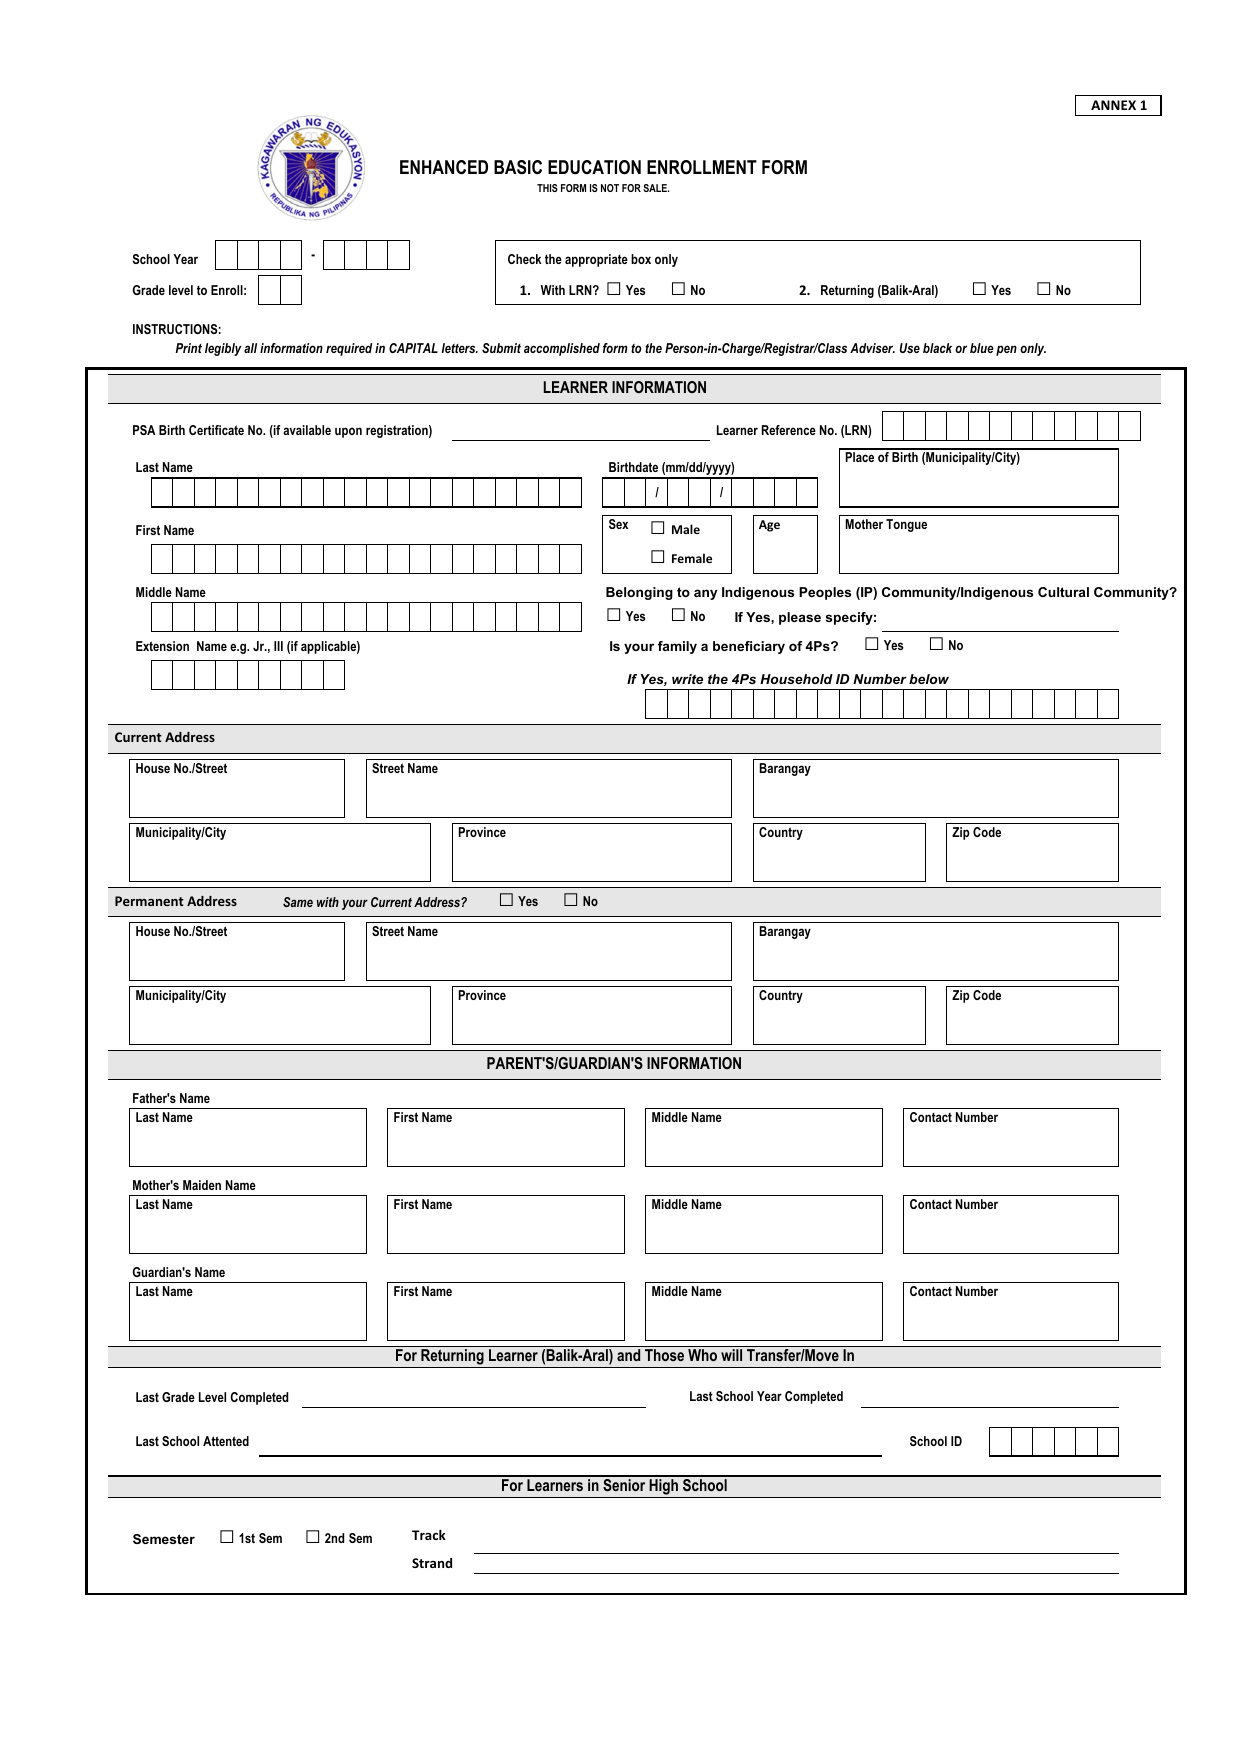 ANNEX 1
KAGAWARAN NG EDUKASYON
REPUBLIKA NG PILIPINAS
ENHANCED BASIC EDUCATION ENROLLMENT FORM
THIS FORM IS NOT FOR SALE.
School Year -
Grade level to Enroll:
Check the appropriate box only
1. With LRN? ☐ Yes ☐ No 2. Returning (Balik-Aral) ☐ Yes ☐ No
INSTRUCTIONS:
Print legibly all information required in CAPITAL letters. Submit accomplished form to the Person-in-Charge/Registrar/Class Adviser. Use black or blue pen only.
LEARNER INFORMATION
PSA Birth Certificate No. (if available upon registration) Learner Reference No. (LRN)
Last Name Birthdate (mm/dd/yyyy) Place of Birth (Municipality/City)
/ /
First Name Sex ☐ Male Age Mother Tongue
☐ Female
Middle Name Belonging to any Indigenous Peoples (IP) Community/Indigenous Cultural Community?
☐ Yes ☐ No If Yes, please specify:
Extension Name e.g. Jr., III (if applicable) Is your family a beneficiary of 4Ps? ☐ Yes ☐ No
If Yes, write the 4Ps Household ID Number below
Current Address
House No./Street Street Name Barangay
Municipality/City Province Country Zip Code
Permanent Address Same with your Current Address? ☐ Yes ☐ No
House No./Street Street Name Barangay
Municipality/City Province Country Zip Code
PARENT'S/GUARDIAN'S INFORMATION
Father's Name
Last Name First Name Middle Name Contact Number
Mother's Maiden Name
Last Name First Name Middle Name Contact Number
Guardian's Name
Last Name First Name Middle Name Contact Number
For Returning Learner (Balik-Aral) and Those Who will Transfer/Move In
Last Grade Level Completed Last School Year Completed
Last School Attented School ID
For Learners in Senior High School
Semester ☐ 1st Sem ☐ 2nd Sem Track
Strand